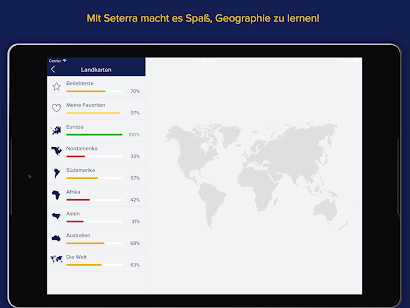 Mit Seterra macht es Spaß, Geographie zu lernen!
Carrier
Landkarten
Beliebteste
70%
Meine Favoriten
97%
Europa
100%
Nordamerika
33%
Südamerika
57%
Afrika
42%
Asien
31%
Australien
68%
Die Welt
63%